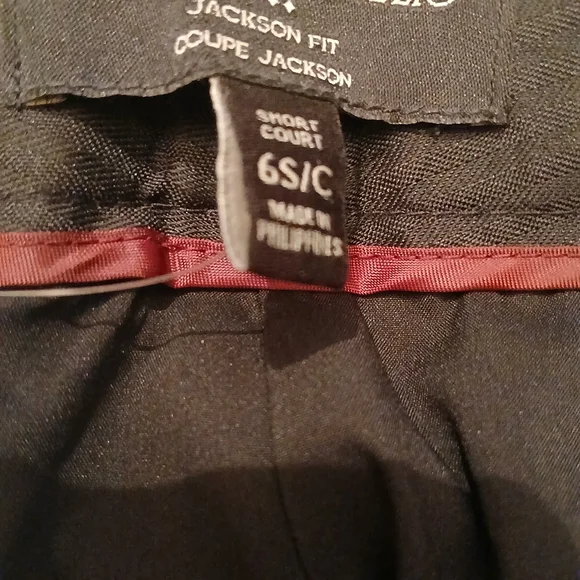 JACKSON FIT
COUPE JACKSON
SHORT
COURT
6S/C
MADE IN
PHILIPPINES